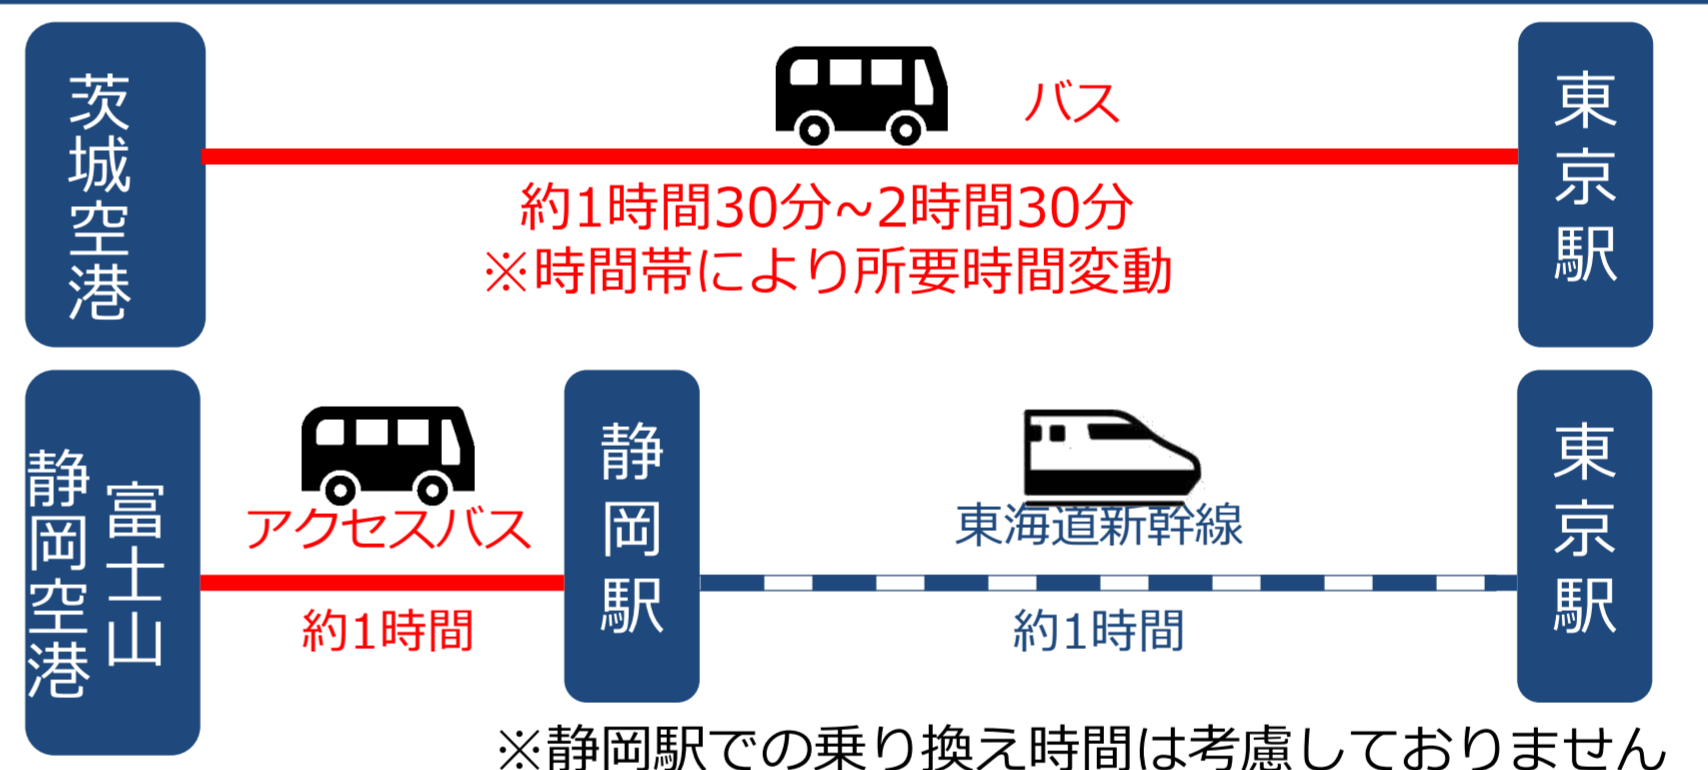 茨城空港
バス
東京駅
約1時間30分~2時間30分
※時間帯により所要時間変動
富士山
静岡空港
アクセスバス
約1時間
静岡駅
東海道新幹線
約1時間
東京駅
※静岡駅での乗り換え時間は考慮しておりません